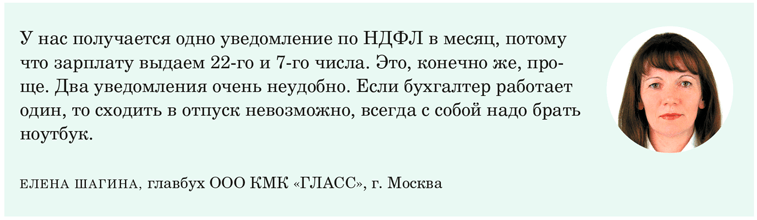 У нас получается одно уведомление по НДФЛ в месяц, потому
что зарплату выдаем 22-го и 7-го числа. Это, конечно же, про-
ще. Два уведомления очень неудобно. Если бухгалтер работает
один, то сходить в отпуск невозможно, всегда с собой надо брать
ноутбук.
ЕЛЕНА ШАГИНА, главбух ООО КМК «ГЛАСС», г. Москва